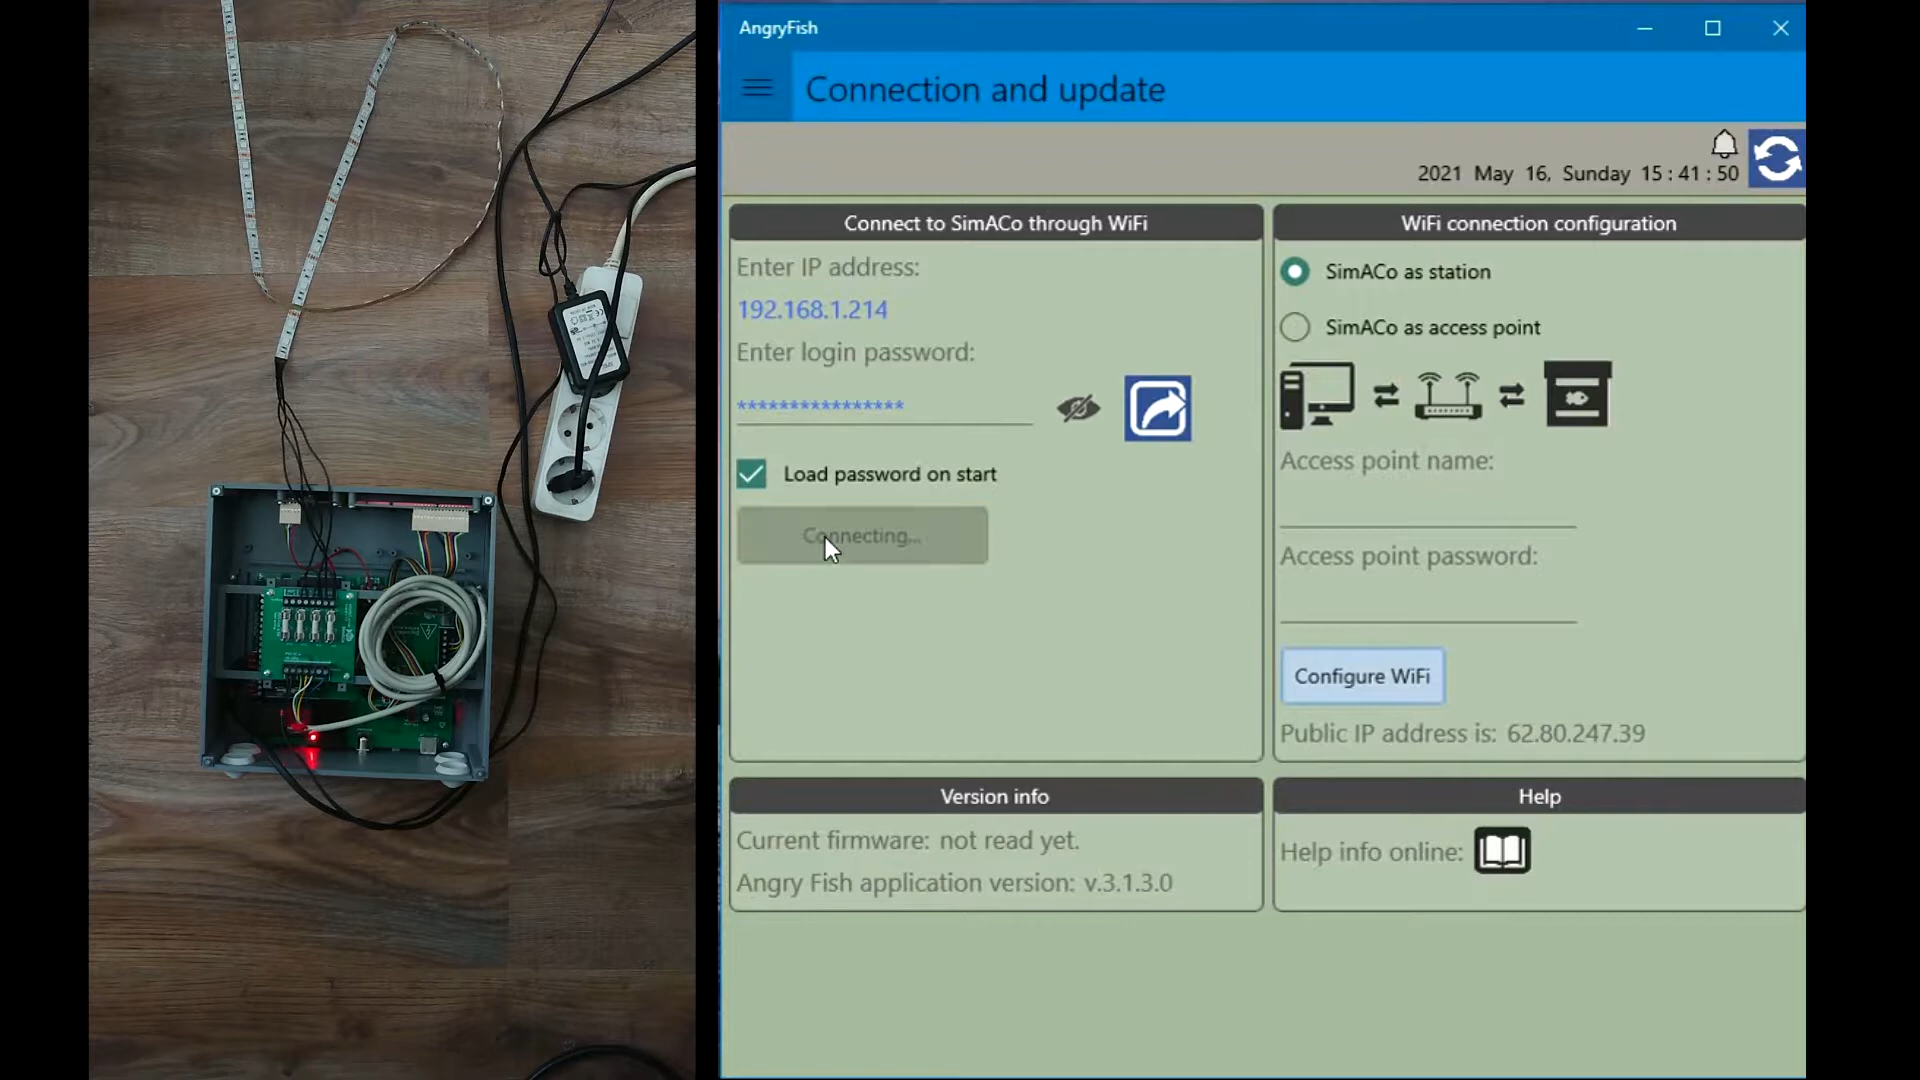 AngryFish
Connection and update
2021 May 16, Sunday 15 : 41 : 50
Connect to SimACo through WiFi
Enter IP address:
192.168.1.214
Enter login password:
****************
Load password on start
Connecting...
WiFi connection configuration
SimACo as station
SimACo as access point
Access point name:
Access point password:
Configure WiFi
Public IP address is: 62.80.247.39
Version info
Current firmware: not read yet.
Angry Fish application version: v.3.1.3.0
Help
Help info online: